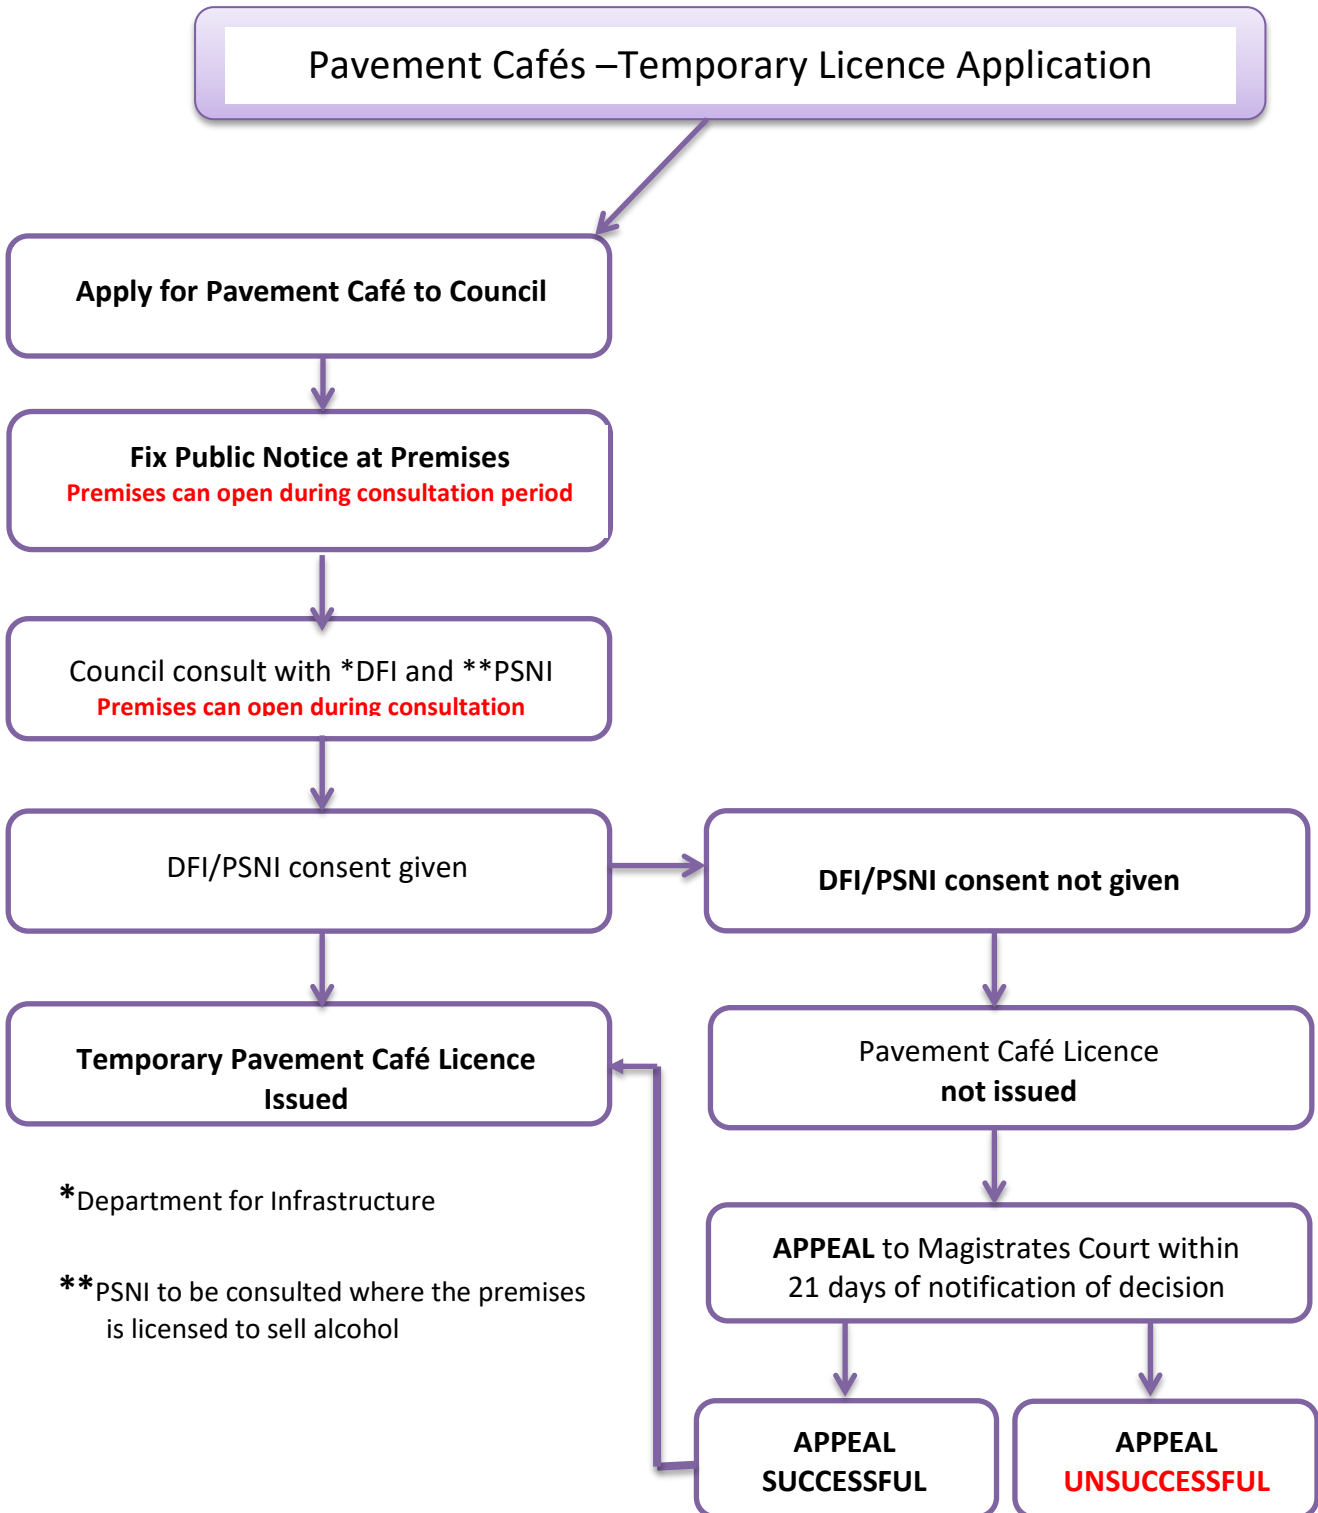 Pavement Cafés –Temporary Licence Application
Apply for Pavement Café to Council
Fix Public Notice at Premises
Premises can open during consultation period
Council consult with *DFI and **PSNI
Premises can open during consultation
DFI/PSNI consent given
DFI/PSNI consent not given
Temporary Pavement Café Licence
Issued
Pavement Café Licence
not issued
*Department for Infrastructure
**PSNI to be consulted where the premises
is licensed to sell alcohol
APPEAL to Magistrates Court within
21 days of notification of decision
APPEAL
SUCCESSFUL
APPEAL
UNSUCCESSFUL